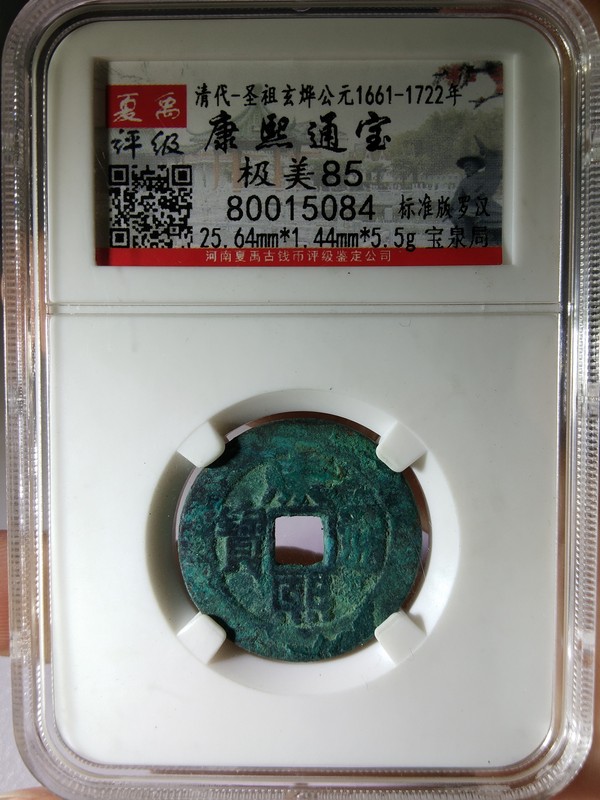 清代-圣祖玄烨公元1661-1722年
夏禹
评级
康熙通宝
极美85
80015084 标准版罗汉
25.64mm*1.44mm*5.5g 宝泉局
河南夏禹古钱币评级鉴定公司
熙
寶